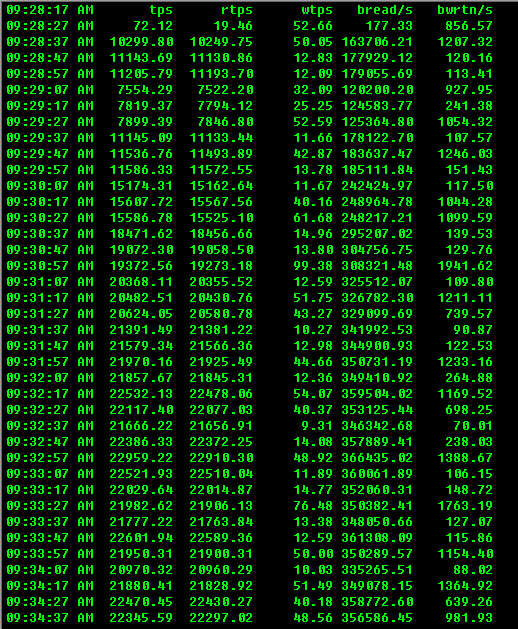 09:28:17 AM tps rtps wtps bread/s bwrtn/s
09:28:27 AM 72.12 19.46 52.66 177.33 856.57
09:28:37 AM 10299.80 10249.75 50.05 163706.21 1207.32
09:28:47 AM 11143.69 11130.86 12.83 177929.12 120.16
09:28:57 AM 11205.79 11193.70 12.09 179055.69 113.41
09:29:07 AM 7554.29 7522.20 32.09 120200.20 927.95
09:29:17 AM 7819.37 7794.12 25.25 124583.77 241.38
09:29:27 AM 7899.39 7846.80 52.59 125364.80 1054.32
09:29:37 AM 11145.09 11133.44 11.66 178122.70 107.57
09:29:47 AM 11536.76 11493.89 42.87 183637.47 1246.03
09:29:57 AM 11586.33 11572.55 13.78 185111.84 151.43
09:30:07 AM 15174.31 15162.64 11.67 242424.97 117.50
09:30:17 AM 15607.72 15567.56 40.16 248964.78 1044.28
09:30:27 AM 15586.78 15525.10 61.68 248217.21 1099.59
09:30:37 AM 18471.62 18456.66 14.96 295207.02 139.53
09:30:47 AM 19072.30 19058.50 13.80 304756.75 129.76
09:30:57 AM 19372.56 19273.18 99.38 308321.48 1941.62
09:31:07 AM 20368.11 20355.52 12.59 325512.07 109.80
09:31:17 AM 20482.51 20430.76 51.75 326782.30 1211.11
09:31:27 AM 20624.05 20580.78 43.27 329099.69 739.57
09:31:37 AM 21391.49 21381.22 10.27 341992.53 90.87
09:31:47 AM 21579.34 21566.36 12.98 344900.93 122.53
09:31:57 AM 21970.16 21925.49 44.66 350731.19 1233.16
09:32:07 AM 21857.67 21845.31 12.36 349410.92 264.88
09:32:17 AM 22532.13 22478.06 54.07 359504.02 1169.52
09:32:27 AM 22117.40 22077.03 40.37 353125.44 698.25
09:32:37 AM 21666.22 21656.91 9.31 346342.68 70.01
09:32:47 AM 22386.33 22372.25 14.08 357889.41 238.03
09:32:57 AM 22959.22 22910.30 48.92 366435.02 1388.67
09:33:07 AM 22521.93 22510.04 11.89 360061.89 106.15
09:33:17 AM 22029.64 22014.87 14.77 352060.31 148.72
09:33:27 AM 21982.62 21906.13 76.48 350382.41 1763.19
09:33:37 AM 21777.22 21763.84 13.38 348050.66 127.07
09:33:47 AM 22601.94 22589.36 12.59 361308.09 115.86
09:33:57 AM 21950.31 21900.31 50.00 350289.57 1154.40
09:34:07 AM 20970.32 20960.29 10.03 335265.51 88.02
09:34:17 AM 21880.41 21828.92 51.49 349078.15 1364.92
09:34:27 AM 22470.45 22430.27 40.18 358772.60 639.26
09:34:37 AM 22345.59 22297.02 48.56 356586.45 981.93